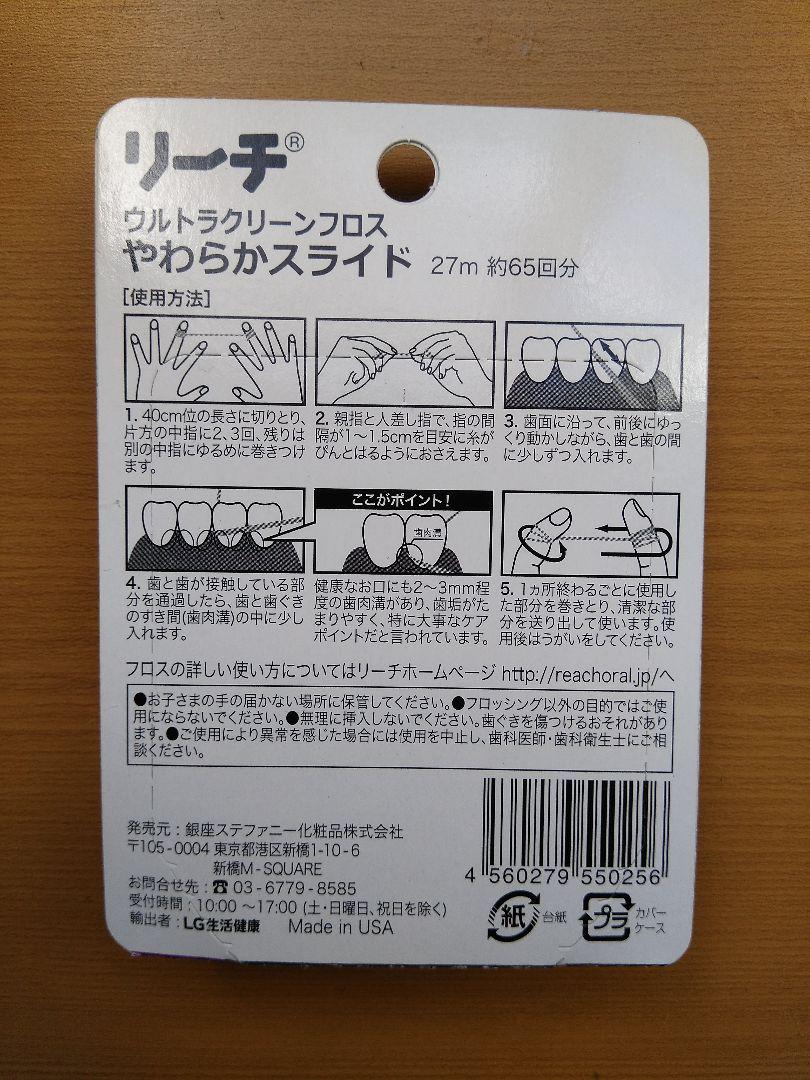 リーチ®
ウルトラクリーンフロス
やわらかスライド 27m 約65回分
[使用方法]
1. 40cm位の長さに切りとり、
片方の中指に2、3回、残りは
別の中指にゆるめに巻きつけ
ます。
2. 親指と人差し指で、指の間
隔が1〜1.5cmを目安に糸が
ぴんとはるようにおさえます。
3. 歯面に沿って、前後にゆっ
くり動かしながら、歯と歯の間
に少しずつ入れます。
4. 歯と歯が接触している部
分を通過したら、歯と歯ぐき
のすき間(歯肉溝)の中に少し
入れます。
ここがポイント!
歯肉溝
健康なお口にも2〜3mm程
度の歯肉溝があり、歯垢がた
まりやすく、特に大事なケア
ポイントだと言われています。
5. 1ヵ所終わるごとに使用し
た部分を巻きとり、清潔な部
分を送り出して使います。使
用後はうがいをしてください。
フロスの詳しい使い方についてはリーチホームページ http://reachoral.jp/へ
●お子さまの手の届かない場所に保管してください。●フロッシング以外の目的ではご使
用にならないでください。●無理に挿入しないでください。歯ぐきを傷つけるおそれがあり
ます。●ご使用により異常を感じた場合には使用を中止し、歯科医師・歯科衛生士にご相
談ください。
発売元:銀座ステファニー化粧品株式会社
〒105-0004 東京都港区新橋1-10-6
新橋M-SQUARE
お問合せ先:☎03-6779-8585
受付時間:10:00 〜17:00 (土・日曜日、祝日を除く)
輸出者:LG生活健康 Made in USA
4 560279 550256
紙 台紙
プラ カバー
ケース